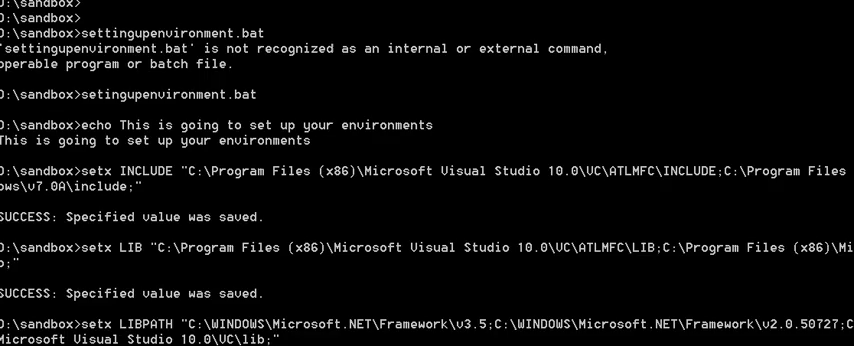 D:\sandbox>
D:\sandbox>
D:\sandbox>settingupenvironment.bat
'settingupenvironment.bat' is not recognized as an internal or external command,
operable program or batch file.
D:\sandbox>setingupenvironment.bat
D:\sandbox>echo This is going to set up your environments
This is going to set up your environments
D:\sandbox>setx INCLUDE "C:\Program Files (x86)\Microsoft Visual Studio 10.0\VC\ATLMFC\INCLUDE;C:\Program Files
ows\v7.0A\include;"
SUCCESS: Specified value was saved.
D:\sandbox>setx LIB "C:\Program Files (x86)\Microsoft Visual Studio 10.0\VC\ATLMFC\LIB;C:\Program Files (x86)\Mi
b;"
SUCCESS: Specified value was saved.
D:\sandbox>setx LIBPATH "C:\WINDOWS\Microsoft.NET\Framework\v3.5;C:\WINDOWS\Microsoft.NET\Framework\v2.0.50727;C
Microsoft Visual Studio 10.0\VC\lib;"